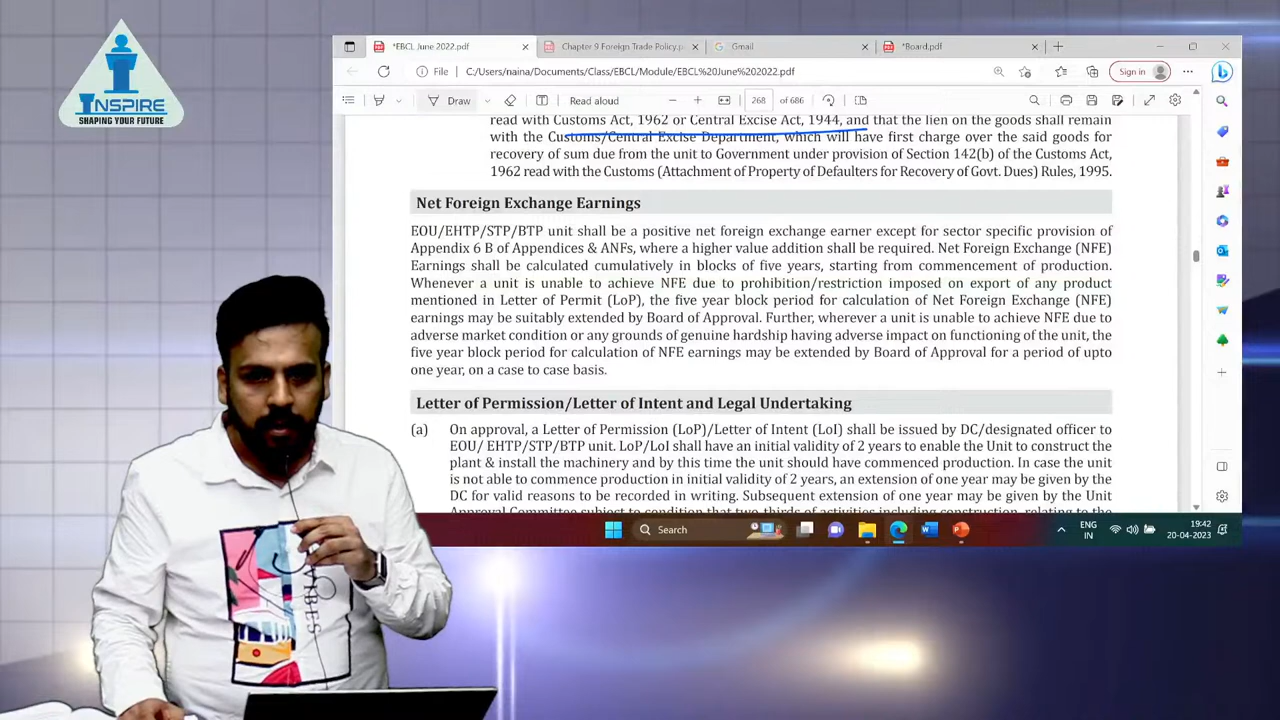 INSPIRE
SHAPING YOUR FUTURE
*EBCL June 2022.pdf
Chapter 9 Foreign Trade Policy.p
Gmail
*Board.pdf
File
C:/Users/naina/Documents/Class/EBCL/Module/EBCL%20June%202022.pdf
Sign in
Draw
Read aloud
268
of 686
read with Customs Act, 1962 or Central Excise Act, 1944, and that the lien on the goods shall remain
with the Customs/Central Excise Department, which will have first charge over the said goods for
recovery of sum due from the unit to Government under provision of Section 142(b) of the Customs Act,
1962 read with the Customs (Attachment of Property of Defaulters for Recovery of Govt. Dues) Rules, 1995.
Net Foreign Exchange Earnings
EOU/EHTP/STP/BTP unit shall be a positive net foreign exchange earner except for sector specific provision of
Appendix 6 B of Appendices & ANFs, where a higher value addition shall be required. Net Foreign Exchange (NFE)
Earnings shall be calculated cumulatively in blocks of five years, starting from commencement of production.
Whenever a unit is unable to achieve NFE due to prohibition/restriction imposed on export of any product
mentioned in Letter of Permit (LoP), the five year block period for calculation of Net Foreign Exchange (NFE)
earnings may be suitably extended by Board of Approval. Further, wherever a unit is unable to achieve NFE due to
adverse market condition or any grounds of genuine hardship having adverse impact on functioning of the unit, the
five year block period for calculation of NFE earnings may be extended by Board of Approval for a period of upto
one year, on a case to case basis.
Letter of Permission/Letter of Intent and Legal Undertaking
(a) On approval, a Letter of Permission (LoP)/Letter of Intent (LoI) shall be issued by DC/designated officer to
EOU/ EHTP/STP/BTP unit. LoP/LoI shall have an initial validity of 2 years to enable the Unit to construct the
plant & install the machinery and by this time the unit should have commenced production. In case the unit
is not able to commence production in initial validity of 2 years, an extension of one year may be given by the
DC for valid reasons to be recorded in writing. Subsequent extension of one year may be given by the Unit
Approval Committee subject to condition that two thirds of activities including construction, relating to the
Search
ENG
IN
19:42
20-04-2023